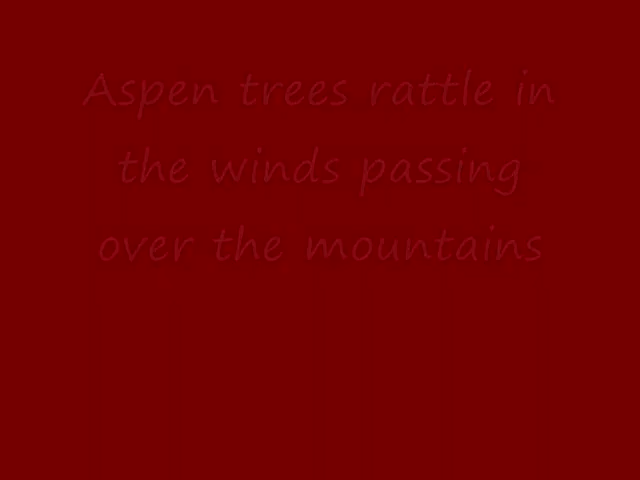 Aspen trees rattle in
the winds passing
over the mountains